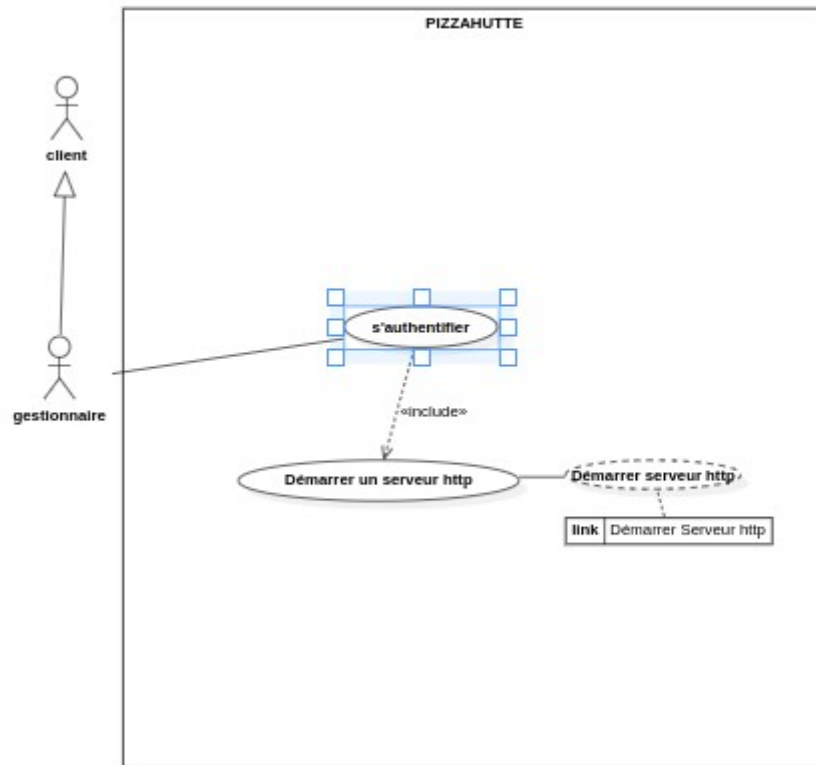 PIZZAHUTTE
client
s'authentifier
gestionnaire
«include»
Démarrer un serveur http
Démarrer serveur http
link Démarrer Serveur http